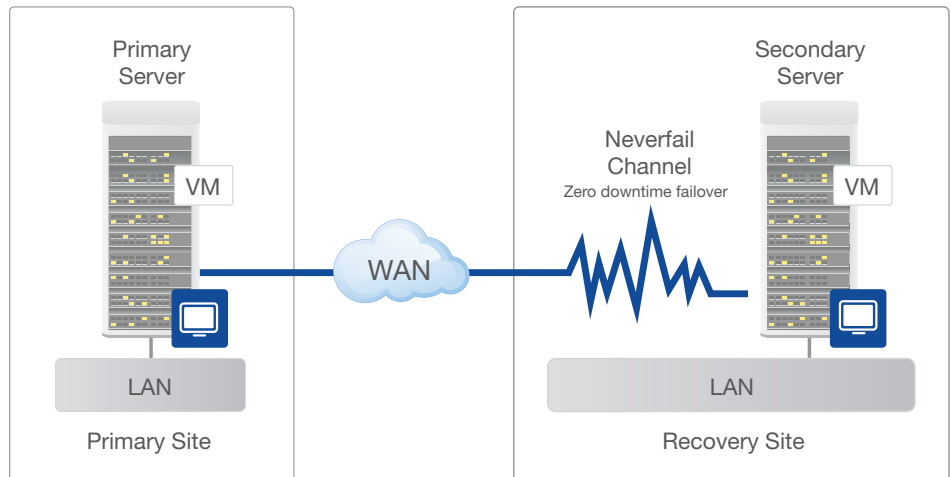 Primary
Server
VM
LAN
Primary Site
WAN
Neverfail
Channel
Zero downtime failover
Secondary
Server
VM
LAN
Recovery Site